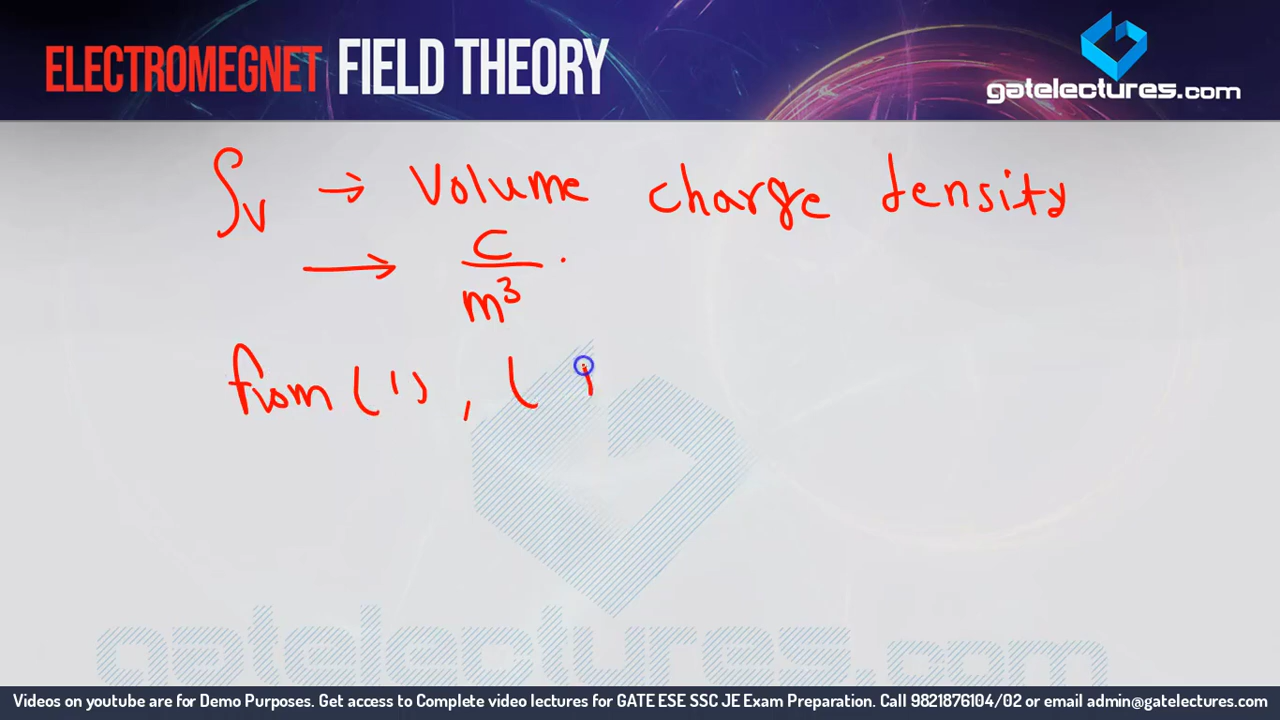 ELECTROMEGNET FIELD THEORY
gatelectures.com
ρv → Volume charge density
→ C/m³.
from (1), (
gatelectures.com
Videos on youtube are for Demo Purposes. Get access to Complete video lectures for GATE ESE SSC JE Exam Preparation. Call 9821876104/02 or email admin@gatelectures.com